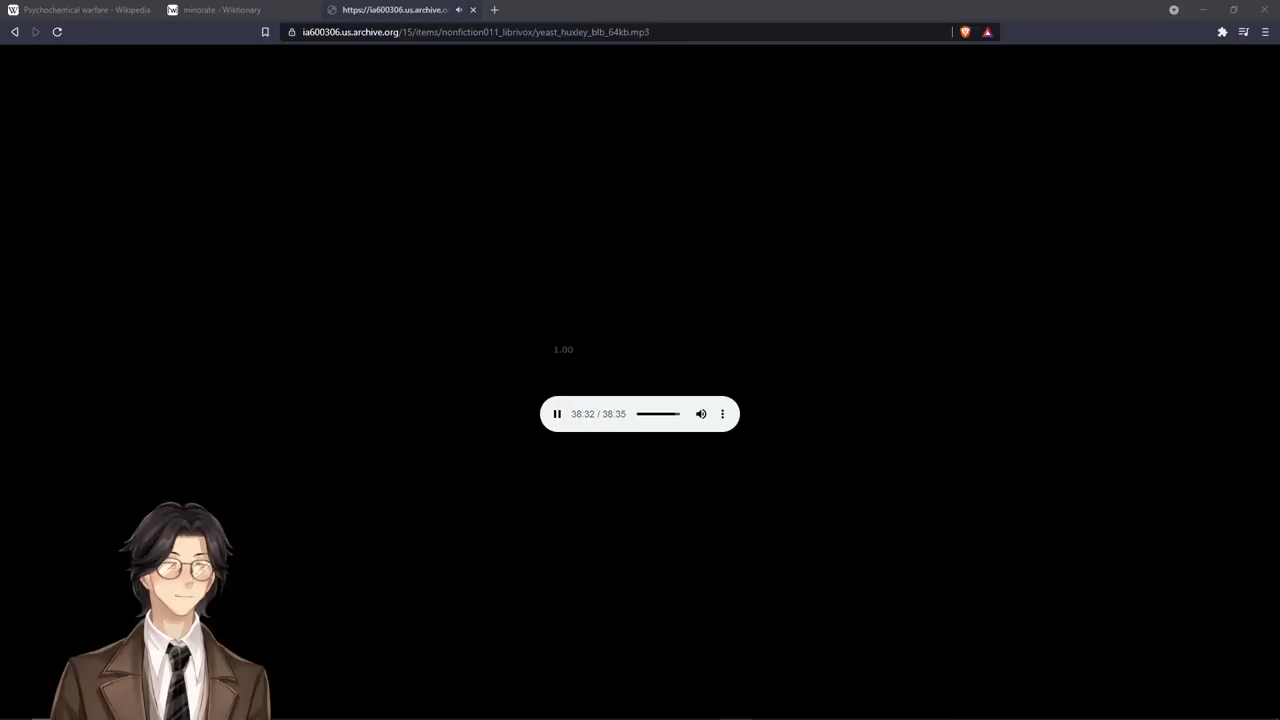 Psychochemical warfare - Wikipedia
minorate - Wiktionary
https://ia600306.us.archive.o
ia600306.us.archive.org/15/items/nonfiction011_librivox/yeast_huxley_blb_64kb.mp3
1.00
38:32 / 38:35